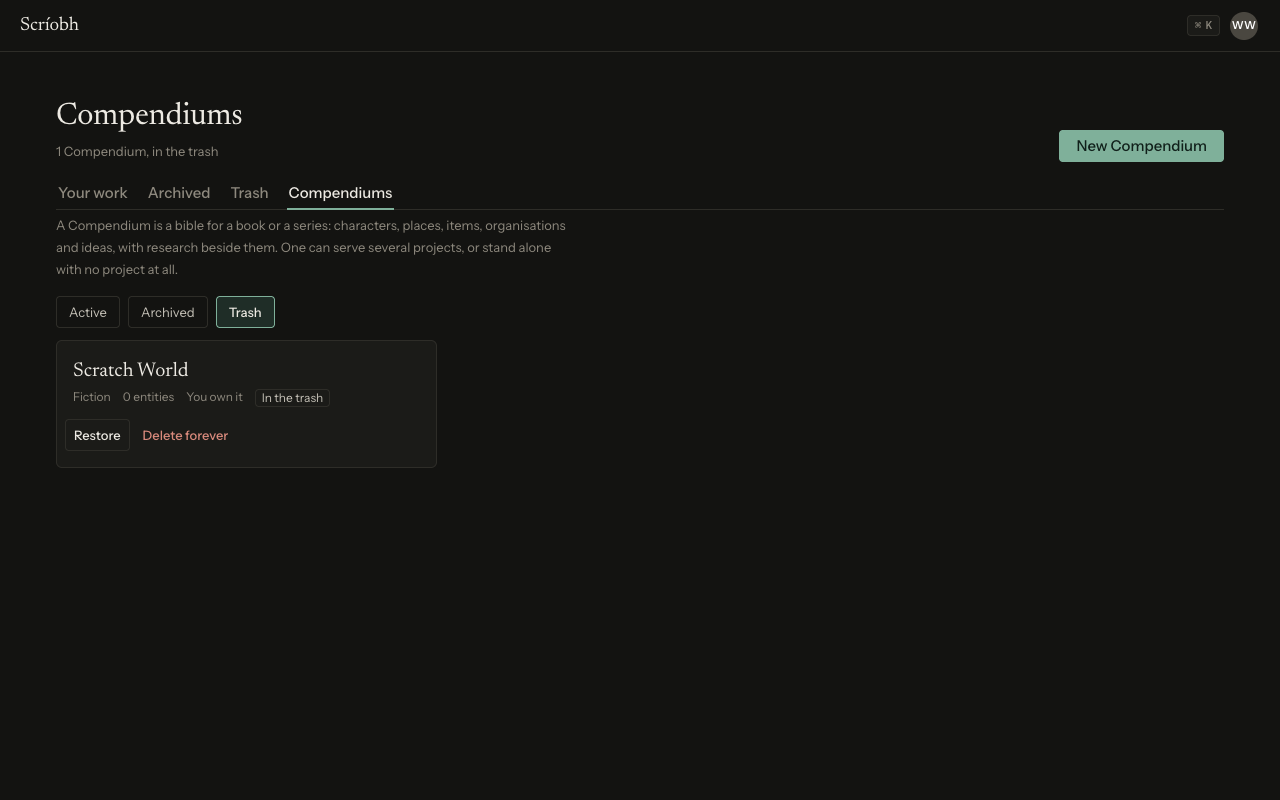 Scríobh
⌘ K
WW
Compendiums
1 Compendium, in the trash
New Compendium
Your work
Archived
Trash
Compendiums
A Compendium is a bible for a book or a series: characters, places, items, organisations
and ideas, with research beside them. One can serve several projects, or stand alone
with no project at all.
Active
Archived
Trash
Scratch World
Fiction 0 entities You own it In the trash
Restore
Delete forever